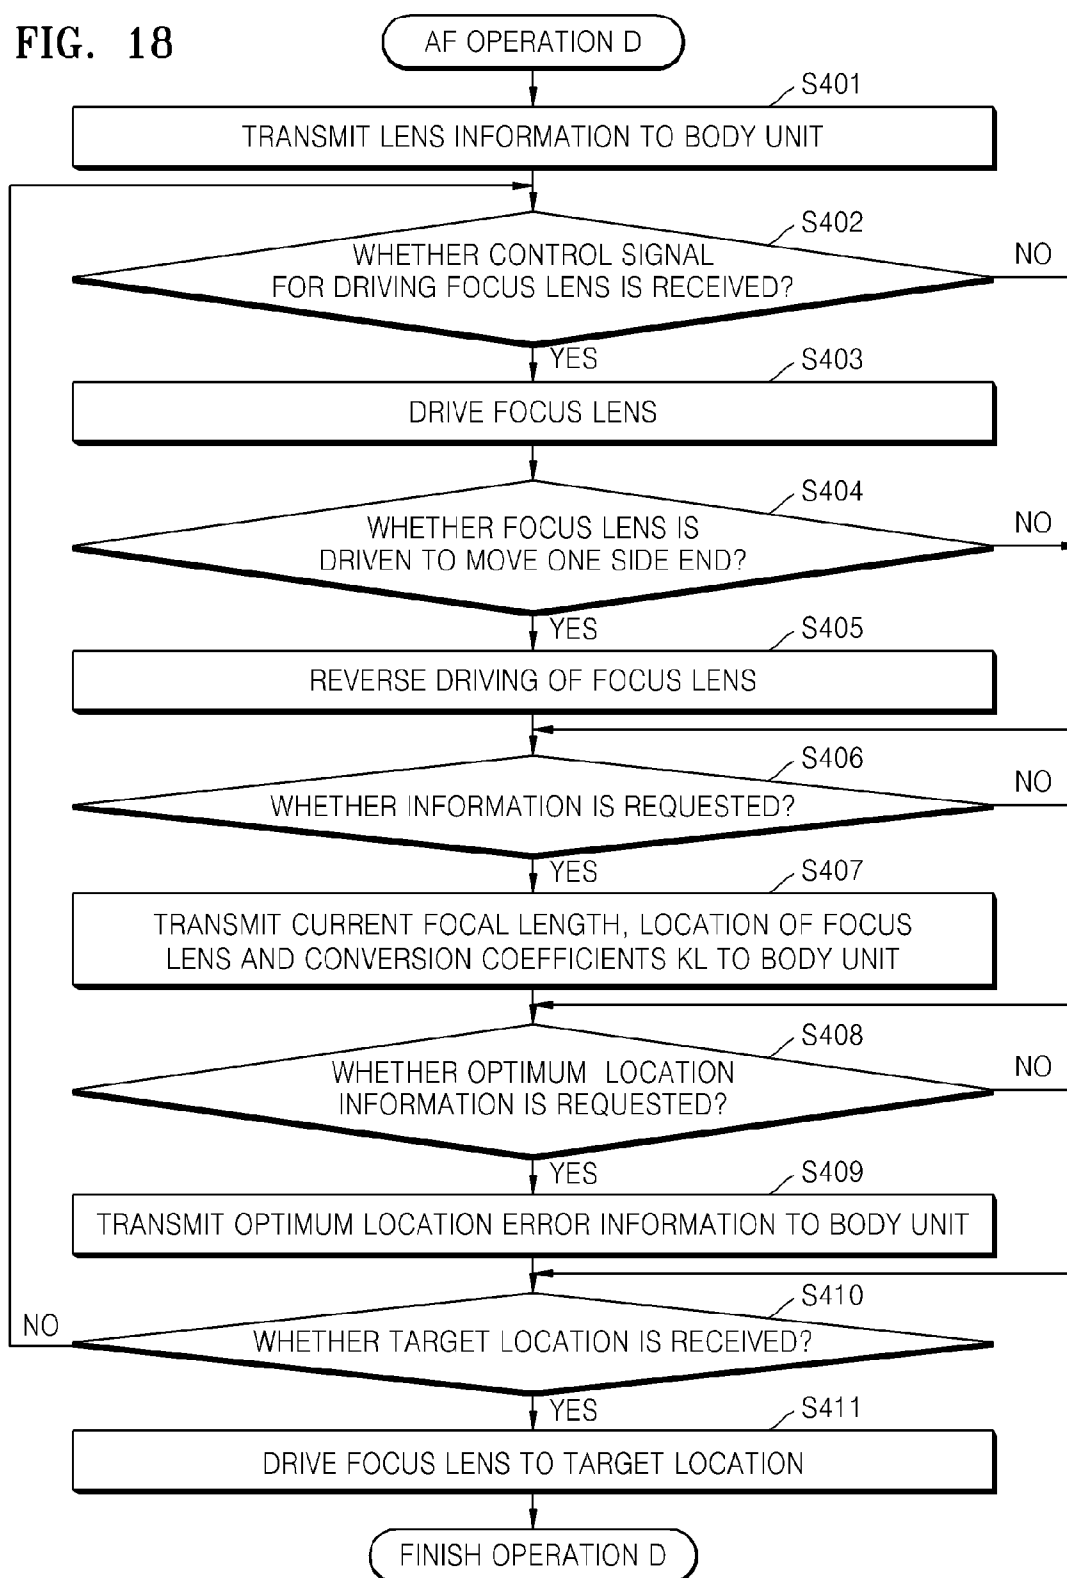 FIG. 18
AF OPERATION D
S401
TRANSMIT LENS INFORMATION TO BODY UNIT
S402
WHETHER CONTROL SIGNAL
FOR DRIVING FOCUS LENS IS RECEIVED?
NO
YES
S403
DRIVE FOCUS LENS
S404
WHETHER FOCUS LENS IS
DRIVEN TO MOVE ONE SIDE END?
NO
YES
S405
REVERSE DRIVING OF FOCUS LENS
S406
WHETHER INFORMATION IS REQUESTED?
NO
YES
S407
TRANSMIT CURRENT FOCAL LENGTH, LOCATION OF FOCUS
LENS AND CONVERSION COEFFICIENTS KL TO BODY UNIT
S408
WHETHER OPTIMUM LOCATION
INFORMATION IS REQUESTED?
NO
YES
S409
TRANSMIT OPTIMUM LOCATION ERROR INFORMATION TO BODY UNIT
S410
WHETHER TARGET LOCATION IS RECEIVED?
NO
YES
S411
DRIVE FOCUS LENS TO TARGET LOCATION
FINISH OPERATION D